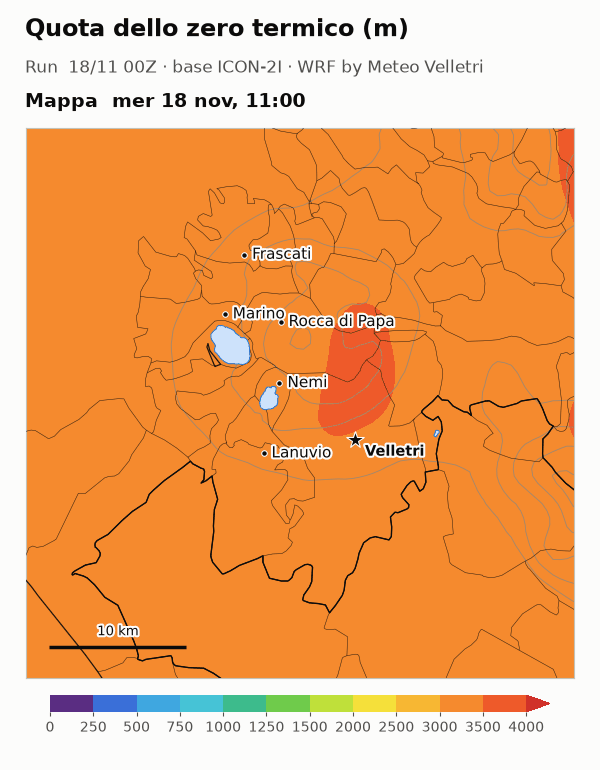 Quota dello zero termico (m)
Run  18/11 00Z · base ICON-2I · WRF by Meteo Velletri
Mappa  mer 18 nov, 11:00
Frascati
Marino
Rocca di Papa
Nemi
Velletri
Lanuvio
10 km
0 250 500 750 1000 1250 1500 2000 2500 3000 3500 4000